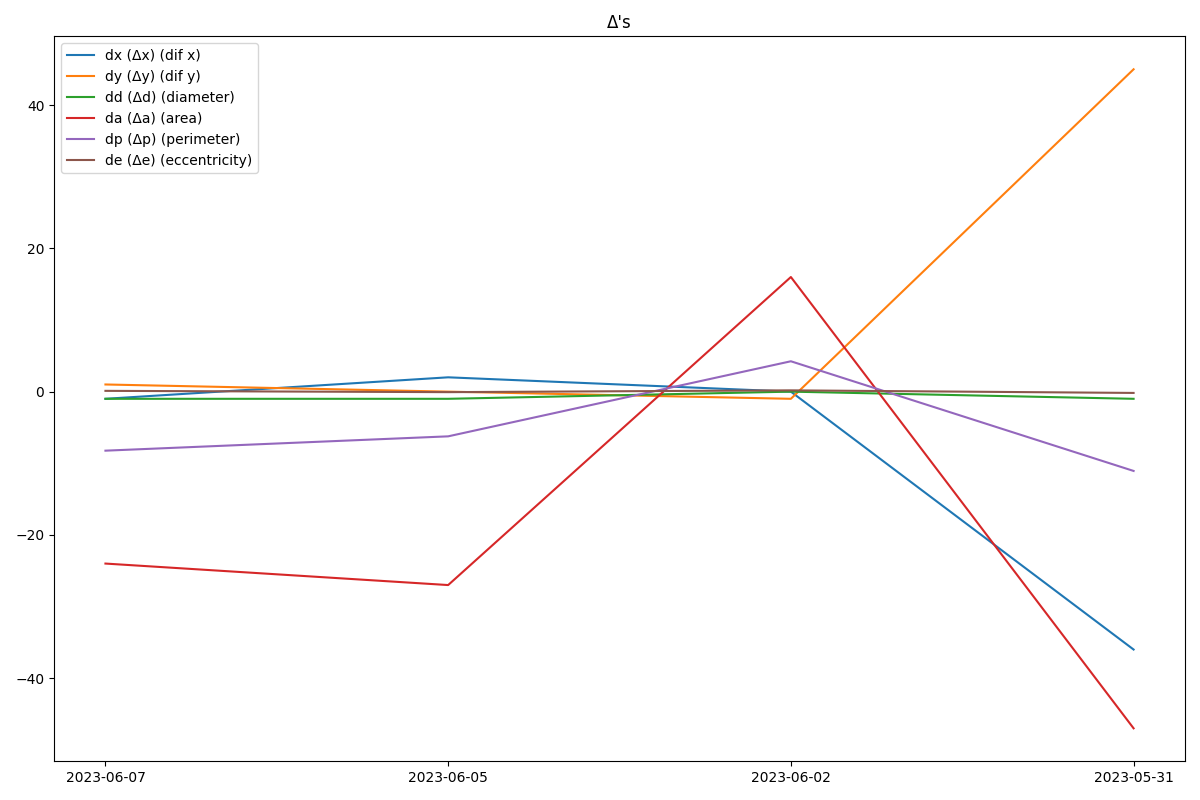 Δ's
dx (Δx) (dif x)
dy (Δy) (dif y)
dd (Δd) (diameter)
da (Δa) (area)
dp (Δp) (perimeter)
de (Δe) (eccentricity)
40
20
0
−20
−40
2023-06-07 2023-06-05 2023-06-02 2023-05-31